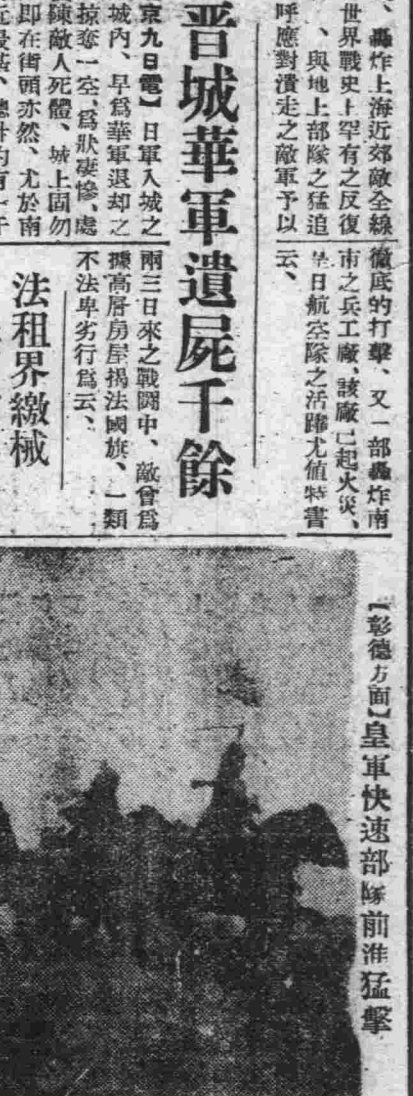 、轟炸上海近郊敵全線
世界戰史上罕有之反復
、與地上部隊之猛追
呼應對潰走之敵軍予以
徹底的打擊、又一部轟炸南
市之兵工廠、該廠已起火災、
日航空隊之活躍尤值特書
云、
晋城華軍遺屍千餘
京九日電】日軍入城之
城內、早爲華軍退却之
掠奪一空、爲狀凄慘、處
陳敵人死體、城上固勿
即在街頭亦然、尤於南
兩三日來之戰鬪中、敵曾爲
據高層房屋揭法國旗、一類
不法卑劣行爲云、
法租界繳械
【彰德方面】皇軍快速部隊前進猛擊